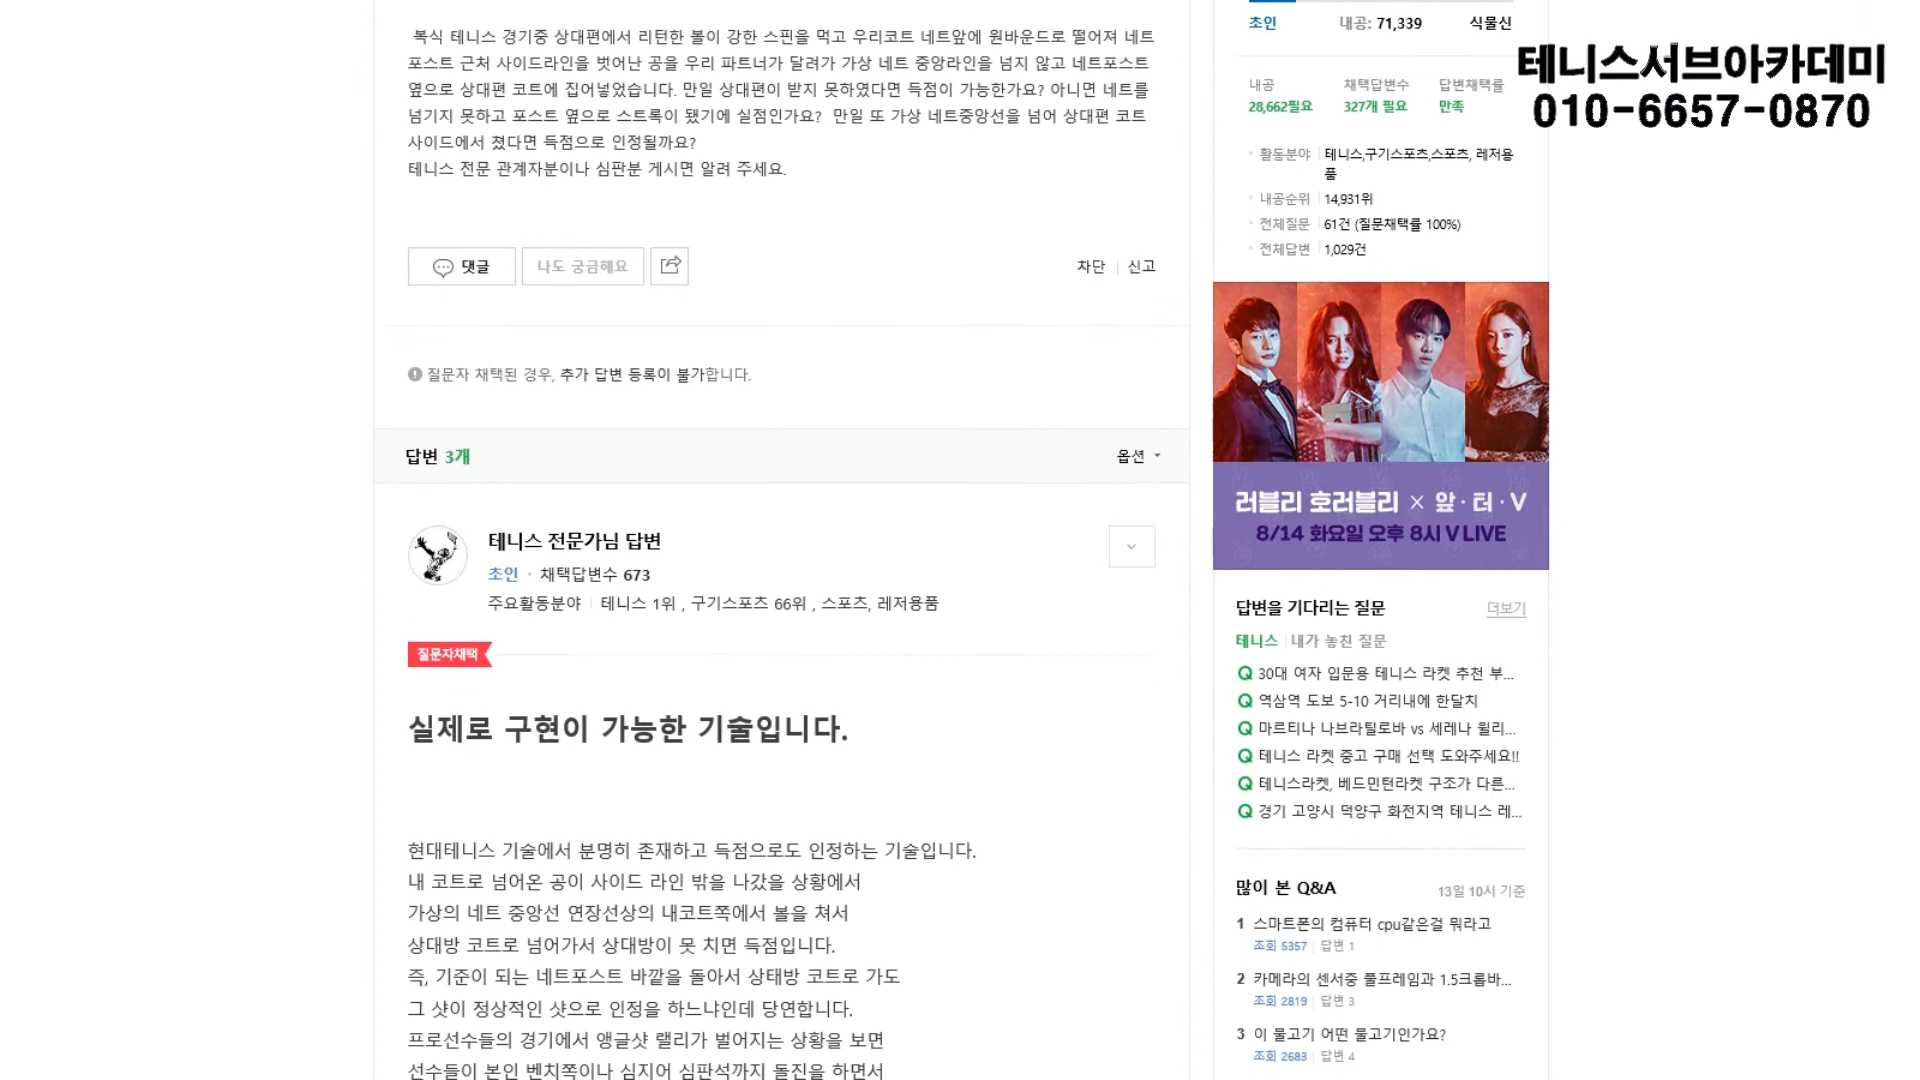 복식 테니스 경기중 상대편에서 리턴한 볼이 강한 스핀을 먹고 우리코트 네트앞에 원바운드로 떨어져 네트
포스트 근처 사이드라인을 벗어난 공을 우리 파트너가 달려가 가상 네트 중앙라인을 넘지 않고 네트포스트
옆으로 상대편 코트에 집어넣었습니다. 만일 상대편이 받지 못하였다면 득점이 가능한가요? 아니면 네트를
넘기지 못하고 포스트 옆으로 스트록이 됐기에 실점인가요?  만일 또 가상 네트중앙선을 넘어 상대편 코트
사이드에서 쳤다면 득점으로 인정될까요?
테니스 전문 관계자분이나 심판분 게시면 알려 주세요.
댓글
나도 궁금해요
차단 | 신고
질문자 채택된 경우, 추가 답변 등록이 불가합니다.
답변 3개
옵션
테니스 전문가님 답변
초인 · 채택답변수 673
주요활동분야 | 테니스 1위 , 구기스포츠 66위 , 스포츠, 레저용품
질문자채택
실제로 구현이 가능한 기술입니다.
현대테니스 기술에서 분명히 존재하고 득점으로도 인정하는 기술입니다.
내 코트로 넘어온 공이 사이드 라인 밖을 나갔을 상황에서
가상의 네트 중앙선 연장선상의 내코트쪽에서 볼을 쳐서
상대방 코트로 넘어가서 상대방이 못 치면 득점입니다.
즉, 기준이 되는 네트포스트 바깥을 돌아서 상태방 코트로 가도
그 샷이 정상적인 샷으로 인정을 하느냐인데 당연합니다.
프로선수들의 경기에서 앵글샷 랠리가 벌어지는 상황을 보면
선수들이 본인 벤치쪽이나 심지어 심판석까지 돌진을 하면서
초인
내공: 71,339
식물신
내공
28,662필요
채택답변수
327개 필요
답변채택률
만족
활동분야 | 테니스,구기스포츠,스포츠, 레저용
품
내공순위 | 14,931위
전체질문 | 61건 (질문채택률 100%)
전체답변 | 1,029건
러블리 호러블리 × 앞·터·V
8/14 화요일 오후 8시 V LIVE
답변을 기다리는 질문
더보기
테니스 | 내가 놓친 질문
Q 30대 여자 입문용 테니스 라켓 추천 부...
Q 역삼역 도보 5-10 거리내에 한달치
Q 마르티나 나브라틸로바 vs 세레나 윌리...
Q 테니스 라켓 중고 구매 선택 도와주세요!!
Q 테니스라켓, 베드민턴라켓 구조가 다른...
Q 경기 고양시 덕양구 화전지역 테니스 레...
많이 본 Q&A
13일 10시 기준
1 스마트폰의 컴퓨터 cpu같은걸 뭐라고
조회 5357 | 답변 1
2 카메라의 센서중 풀프레임과 1.5크롭바...
조회 2819 | 답변 3
3 이 물고기 어떤 물고기인가요?
조회 2683 | 답변 4
테니스서브아카데미
010-6657-0870